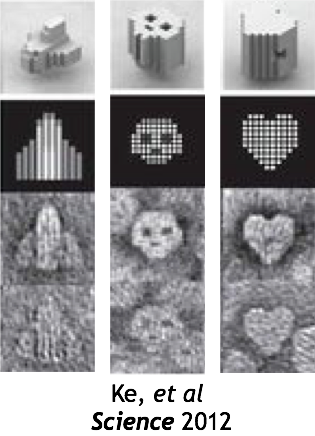 Ke, et al
Science 2012